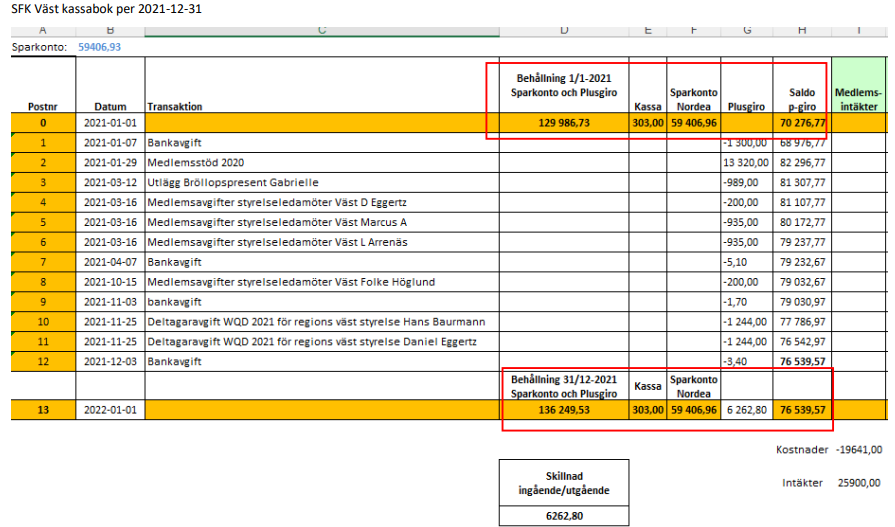 SFK Väst kassabok per 2021-12-31
A B C D E F G H I
Sparkonto: 59406,93
Postnr Datum Transaktion Behållning 1/1-2021 Sparkonto och Plusgiro Kassa Sparkonto Nordea Plusgiro Saldo p-giro Medlems-intäkter
0 2021-01-01 129 986,73 303,00 59 406,96 70 276,77
1 2021-01-07 Bankavgift -1 300,00 68 976,77
2 2021-01-29 Medlemsstöd 2020 13 320,00 82 296,77
3 2021-03-12 Utlägg Bröllopspresent Gabrielle -989,00 81 307,77
4 2021-03-16 Medlemsavgifter styrelseledamöter Väst D Eggertz -200,00 81 107,77
5 2021-03-16 Medlemsavgifter styrelseledamöter Väst Marcus A -935,00 80 172,77
6 2021-03-16 Medlemsavgifter styrelseledamöter Väst L Arrenäs -935,00 79 237,77
7 2021-04-07 Bankavgift -5,10 79 232,67
8 2021-10-15 Medlemsavgifter styrelseledamöter Väst Folke Höglund -200,00 79 032,67
9 2021-11-03 bankavgift -1,70 79 030,97
10 2021-11-25 Deltagaravgift WQD 2021 för regions väst styrelse Hans Baurmann -1 244,00 77 786,97
11 2021-11-25 Deltagaravgift WQD 2021 för regions väst styrelse Daniel Eggertz -1 244,00 76 542,97
12 2021-12-03 Bankavgift -3,40 76 539,57
Behållning 31/12-2021 Sparkonto och Plusgiro Kassa Sparkonto Nordea
13 2022-01-01 136 249,53 303,00 59 406,96 6 262,80 76 539,57
Kostnader -19641,00
Skillnad
ingående/utgående
Intäkter 25900,00
6262,80